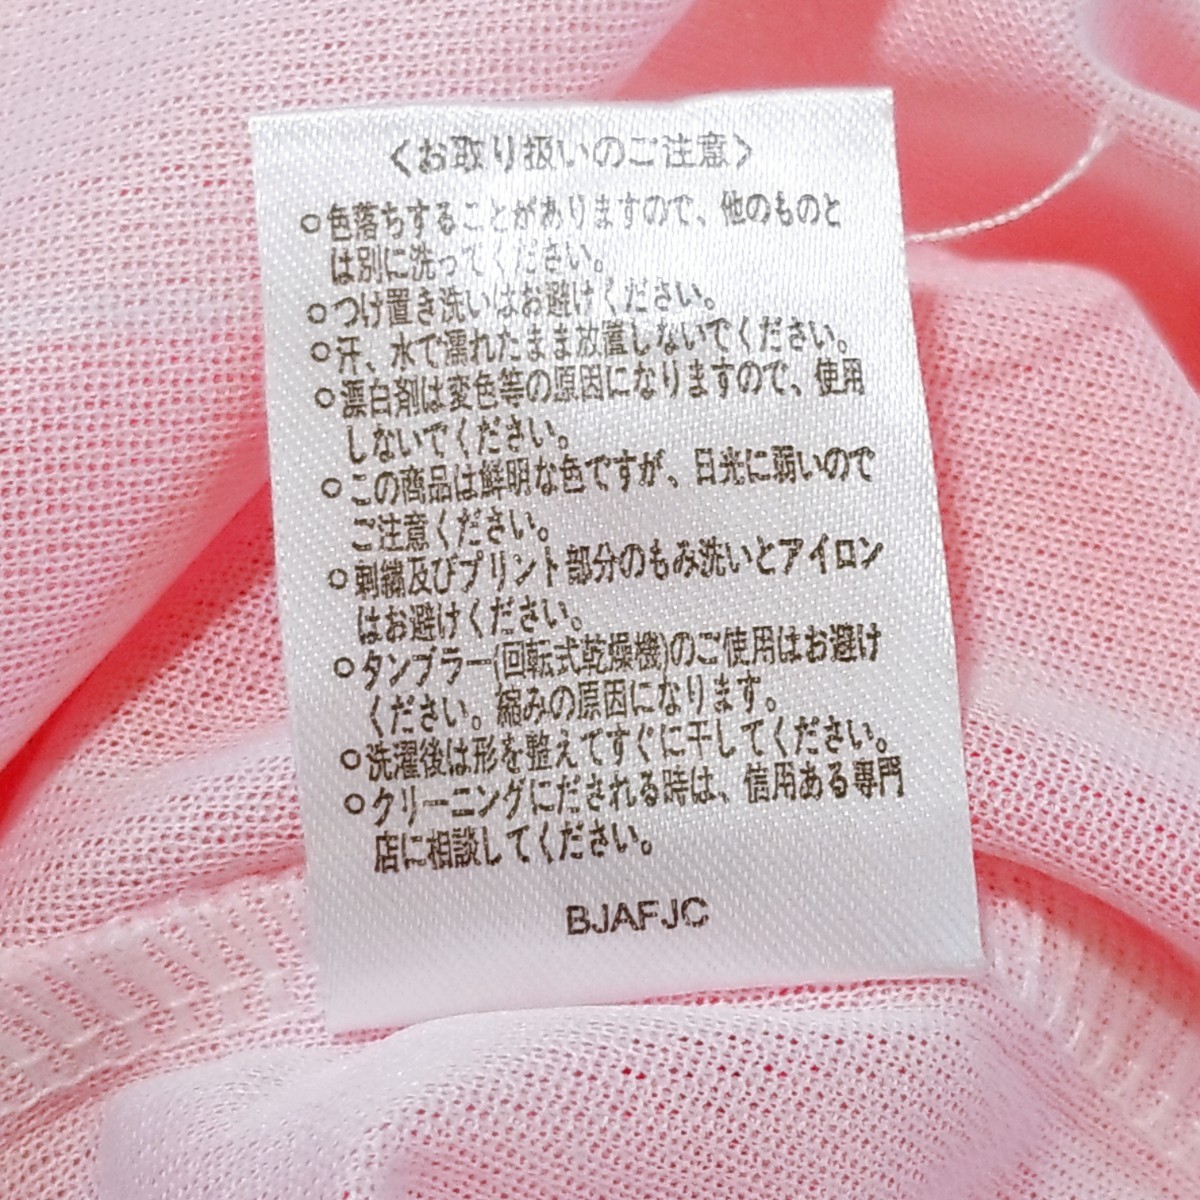 〈お取り扱いのご注意〉
○色落ちすることがありますので、他のものと
は別に洗ってください。
○つけ置き洗いはお避けください。
○汗、水で濡れたまま放置しないでください。
○漂白剤は変色等の原因になりますので、使用
しないでください。
○この商品は鮮明な色ですが、日光に弱いので
ご注意ください。
○刺繍及びプリント部分のもみ洗いとアイロン
はお避けください。
○タンブラー(回転式乾燥機)のご使用はお避け
ください。縮みの原因になります。
○洗濯後は形を整えてすぐに干してください。
○クリーニングにだされる時は、信用ある専門
店に相談してください。
BJAFJC